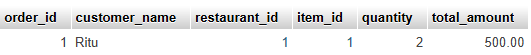 order_id customer_name restaurant_id item_id quantity total_amount
1 Ritu 1 1 2 500.00